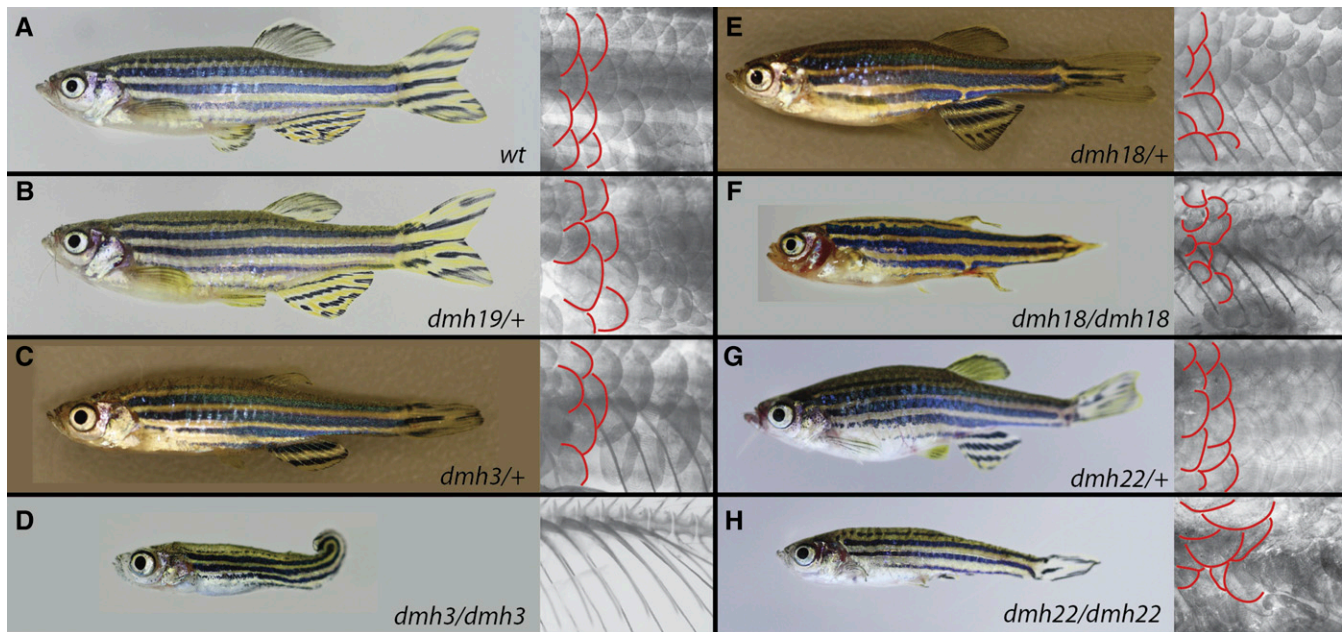 A
wt
B
dmh19/+
C
dmh3/+
D
dmh3/dmh3
E
dmh18/+
F
dmh18/dmh18
G
dmh22/+
H
dmh22/dmh22